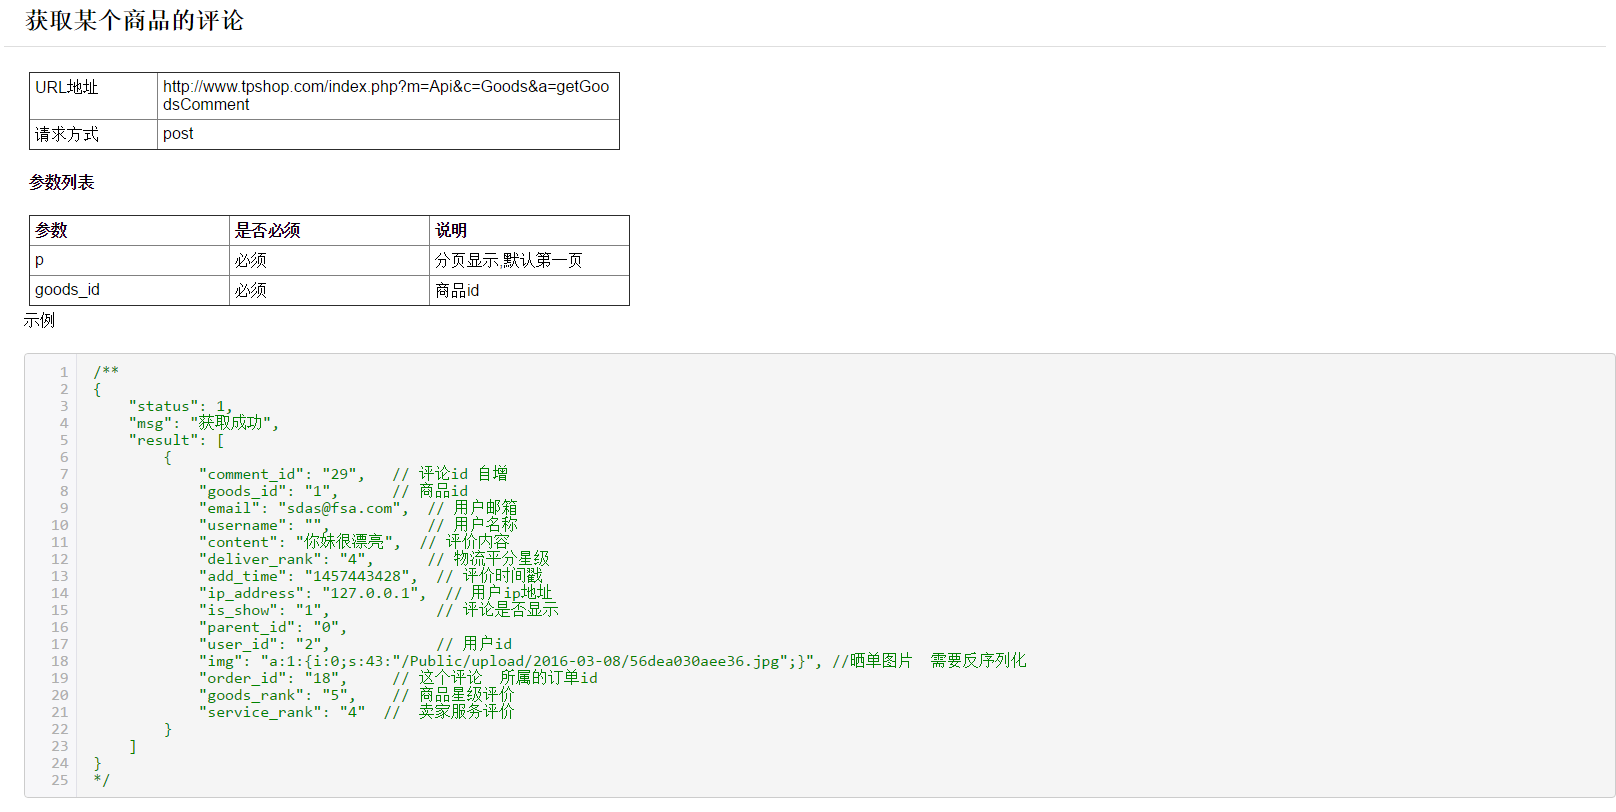 获取某个商品的评论
URL地址 http://www.tpshop.com/index.php?m=Api&c=Goods&a=getGoo
dsComment
请求方式 post
参数列表
参数 是否必须 说明
p 必须 分页显示,默认第一页
goods_id 必须 商品id
示例
1 /**
2 {
3 "status": 1,
4 "msg": "获取成功",
5 "result": [
6 {
7 "comment_id": "29", // 评论id 自增
8 "goods_id": "1", // 商品id
9 "email": "sdas@fsa.com", // 用户邮箱
10 "username": "", // 用户名称
11 "content": "你妹很漂亮", // 评价内容
12 "deliver_rank": "4", // 物流平分星级
13 "add_time": "1457443428", // 评价时间戳
14 "ip_address": "127.0.0.1", // 用户ip地址
15 "is_show": "1", // 评论是否显示
16 "parent_id": "0",
17 "user_id": "2", // 用户id
18 "img": "a:1:{i:0;s:43:"/Public/upload/2016-03-08/56dea030aee36.jpg";}", //晒单图片 需要反序列化
19 "order_id": "18", // 这个评论 所属的订单id
20 "goods_rank": "5", // 商品星级评价
21 "service_rank": "4" // 卖家服务评价
22 }
23 ]
24 }
25 */